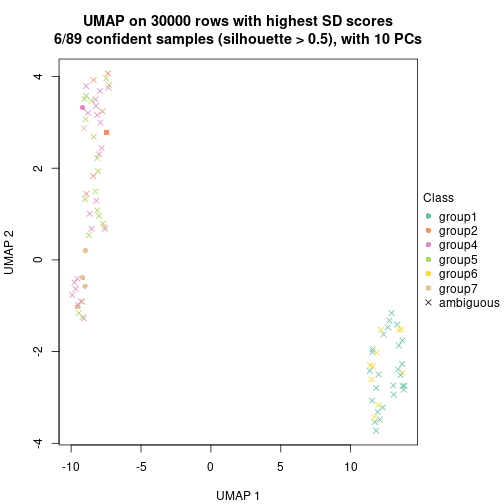 UMAP on 30000 rows with highest SD scores
6/89 confident samples (silhouette > 0.5), with 10 PCs
4
2
0
-2
-4
UMAP 2
-10
-5
0
5
10
UMAP 1
Class
group1
group2
group4
group5
group6
group7
ambiguous